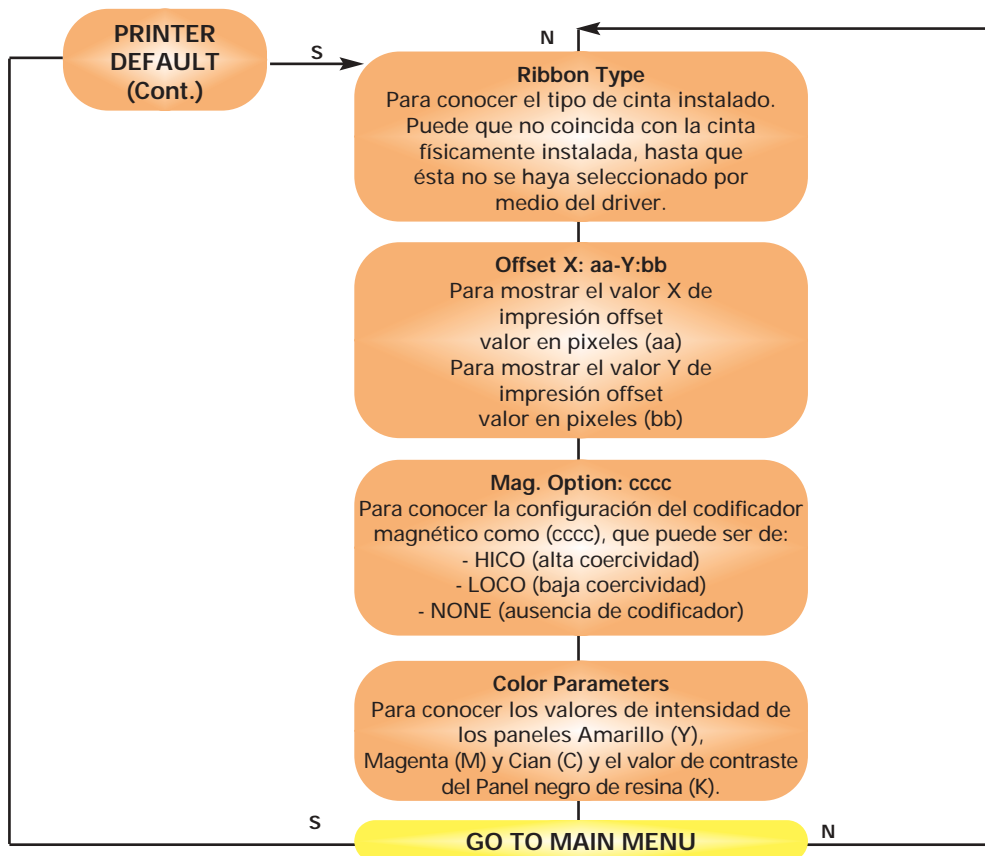 PRINTER
DEFAULT
(Cont.)
S
N
Ribbon Type
Para conocer el tipo de cinta instalado.
Puede que no coincida con la cinta
físicamente instalada, hasta que
ésta no se haya seleccionado por
medio del driver.
Offset X: aa-Y:bb
Para mostrar el valor X de
impresión offset
valor en pixeles (aa)
Para mostrar el valor Y de
impresión offset
valor en pixeles (bb)
Mag. Option: cccc
Para conocer la configuración del codificador
magnético como (cccc), que puede ser de:
- HICO (alta coercividad)
- LOCO (baja coercividad)
- NONE (ausencia de codificador)
Color Parameters
Para conocer los valores de intensidad de
los paneles Amarillo (Y),
Magenta (M) y Cian (C) y el valor de contraste
del Panel negro de resina (K).
S
GO TO MAIN MENU
N